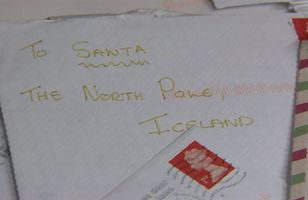 To SANTA
THE NORTH POLE,
ICELAND